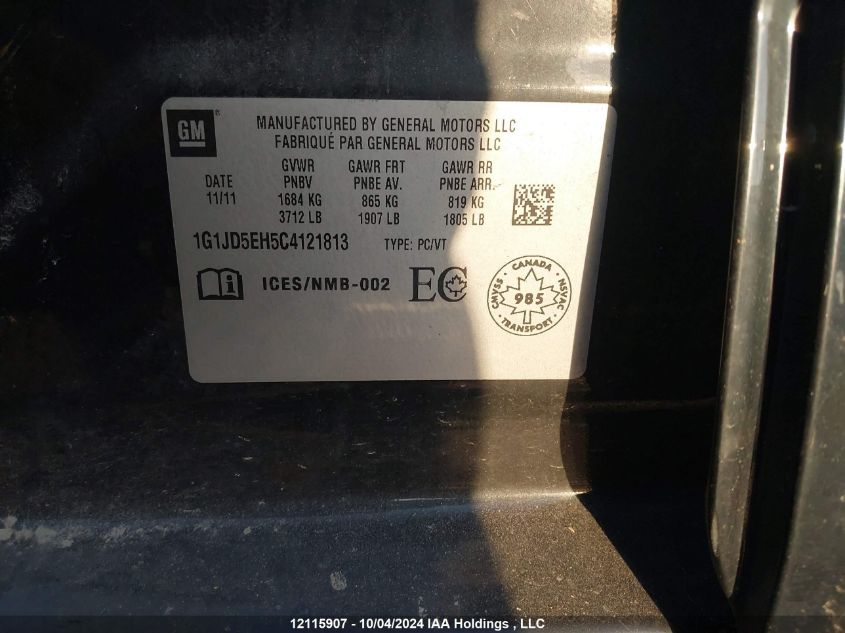 GM ®
MANUFACTURED BY GENERAL MOTORS LLC
FABRIQUÉ PAR GENERAL MOTORS LLC
GVWR GAWR FRT GAWR RR
DATE PNBV PNBE AV. PNBE ARR.
11/11 1684 KG 865 KG 819 KG
3712 LB 1907 LB 1805 LB
1G1JD5EH5C4121813 TYPE: PC/VT
i ICES/NMB-002 EC
CMVSS · CANADA · NSVAC
985
· TRANSPORT ·
12115907 - 10/04/2024 IAA Holdings , LLC